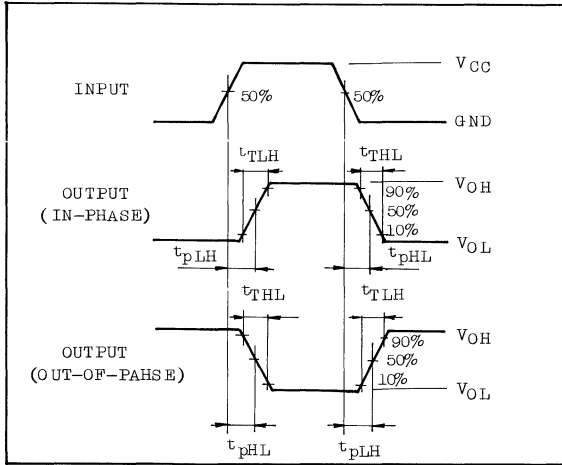 VCC
INPUT
50% 50%
GND
tTLH tTHL
OUTPUT
(IN-PHASE)
VOH
90%
50%
10%
VOL
tpLH tpHL
tTHL tTLH
OUTPUT
(OUT-OF-PAHSE)
VOH
90%
50%
10%
VOL
tpHL tpLH